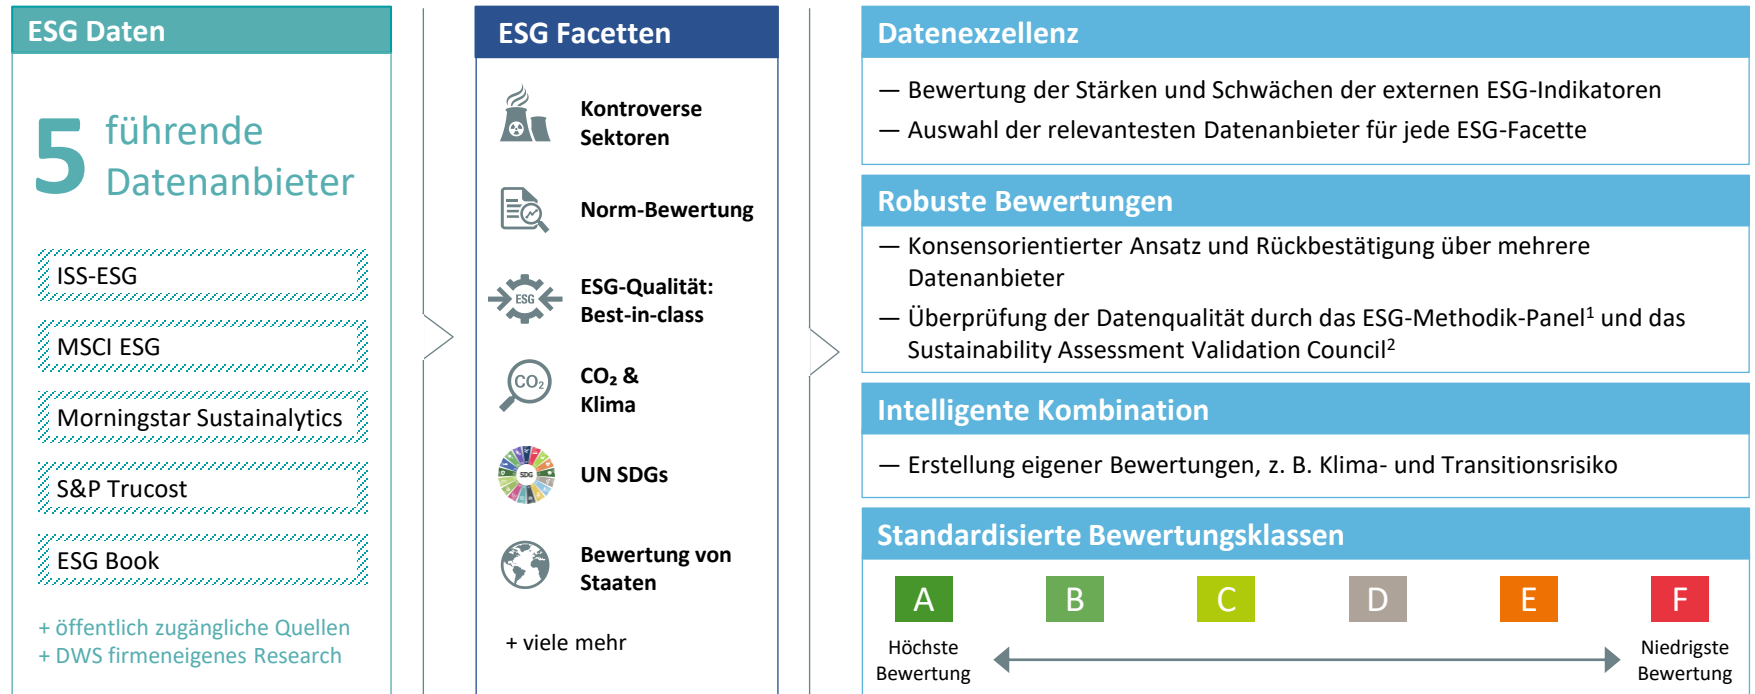 ESG Daten
5 führende
Datenanbieter
ISS-ESG
MSCI ESG
Morningstar Sustainalytics
S&P Trucost
ESG Book
+ öffentlich zugängliche Quellen
+ DWS firmeneigenes Research
ESG Facetten
Kontroverse
Sektoren
Norm-Bewertung
ESG
ESG-Qualität:
Best-in-class
CO₂
CO₂ &
Klima
SDG
UN SDGs
Bewertung von
Staaten
+ viele mehr
Datenexzellenz
— Bewertung der Stärken und Schwächen der externen ESG-Indikatoren
— Auswahl der relevantesten Datenanbieter für jede ESG-Facette
Robuste Bewertungen
— Konsensorientierter Ansatz und Rückbestätigung über mehrere
Datenanbieter
— Überprüfung der Datenqualität durch das ESG-Methodik-Panel¹ und das
Sustainability Assessment Validation Council²
Intelligente Kombination
— Erstellung eigener Bewertungen, z. B. Klima- und Transitionsrisiko
Standardisierte Bewertungsklassen
A B C D E F
Höchste
Bewertung
Niedrigste
Bewertung